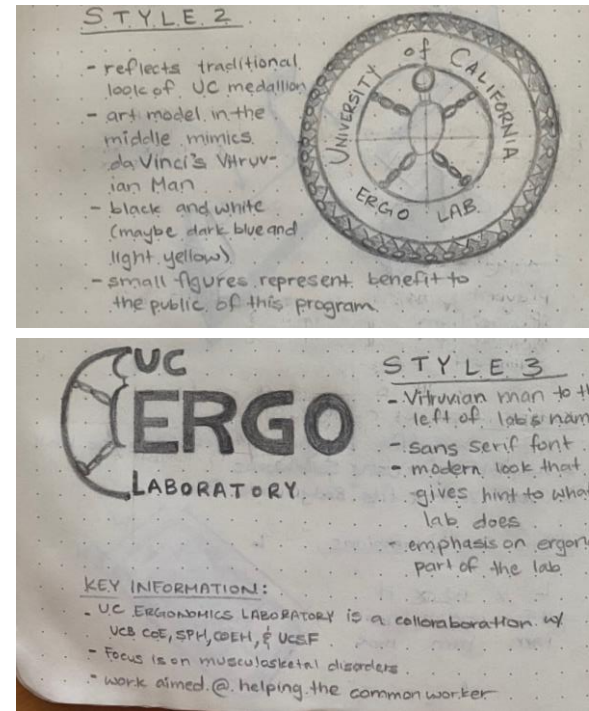 STYLE 2
- reflects traditional
look of UC medallion
- art model in the
middle mimics
da Vinci's Vitruv-
ian Man
- black and white
(maybe dark blue and
light yellow)
- small figures represent benefit to
the public of this program.
UNIVERSITY of CALIFORNIA
ERGO LAB
UC
ERGO
LABORATORY
STYLE 3
- Vitruvian man to th
left of lab's nam
- sans serif font
- modern look that
gives hint to wha
lab does
- emphasis on ergon
part of the lab
KEY INFORMATION:
- UC ERGONOMICS LABORATORY is a collaboration w/
UCB COE, SPH, COEH, & UCSF
- Focus is on musculasketal disorders
- work aimed @ helping the common worker